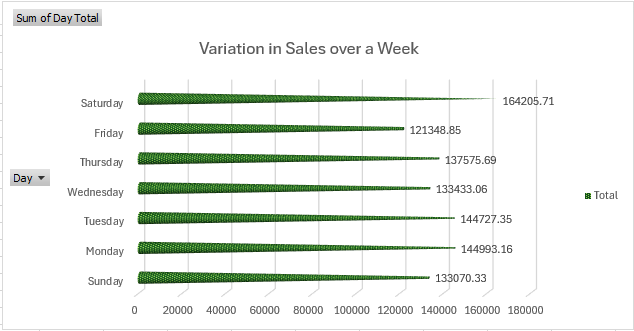 Sum of Day Total
Variation in Sales over a Week
Saturday 164205.71
Friday 121348.85
Thursday 137575.69
Day
Wednesday 133433.06
Total
Tuesday 144727.35
Monday 144993.16
Sunday 133070.33
0 20000 40000 60000 80000 100000 120000 140000 160000 180000